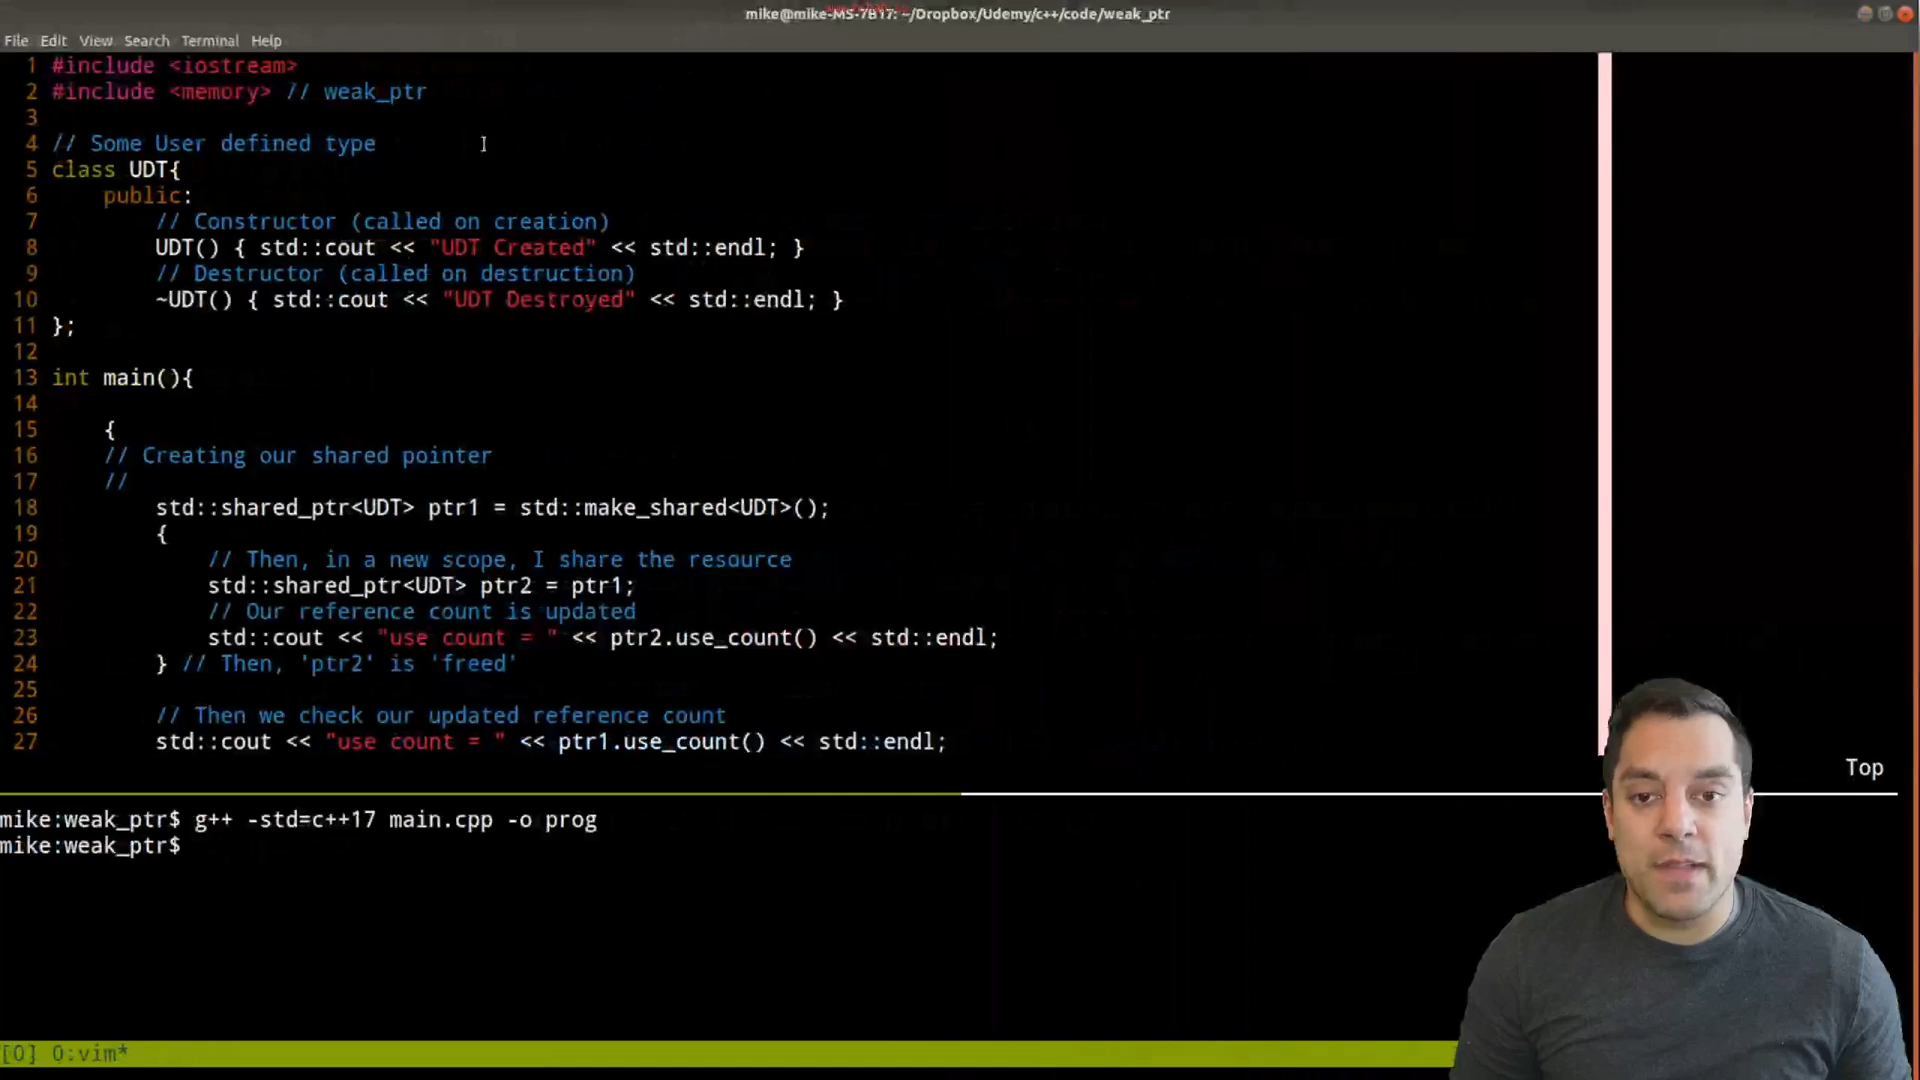 mike@mike-MS-7B17: ~/Dropbox/Udemy/c++/code/weak_ptr
File Edit View Search Terminal Help
1 #include <iostream>
2 #include <memory> // weak_ptr
3
4 // Some User defined type
5 class UDT{
6 public:
7 // Constructor (called on creation)
8 UDT() { std::cout << "UDT Created" << std::endl; }
9 // Destructor (called on destruction)
10 ~UDT() { std::cout << "UDT Destroyed" << std::endl; }
11 };
12
13 int main(){
14
15 {
16 // Creating our shared pointer
17 //
18 std::shared_ptr<UDT> ptr1 = std::make_shared<UDT>();
19 {
20 // Then, in a new scope, I share the resource
21 std::shared_ptr<UDT> ptr2 = ptr1;
22 // Our reference count is updated
23 std::cout << "use count = " << ptr2.use_count() << std::endl;
24 } // Then, 'ptr2' is 'freed'
25
26 // Then we check our updated reference count
27 std::cout << "use count = " << ptr1.use_count() << std::endl;
Top
mike:weak_ptr$ g++ -std=c++17 main.cpp -o prog
mike:weak_ptr$
[0] 0:vim*